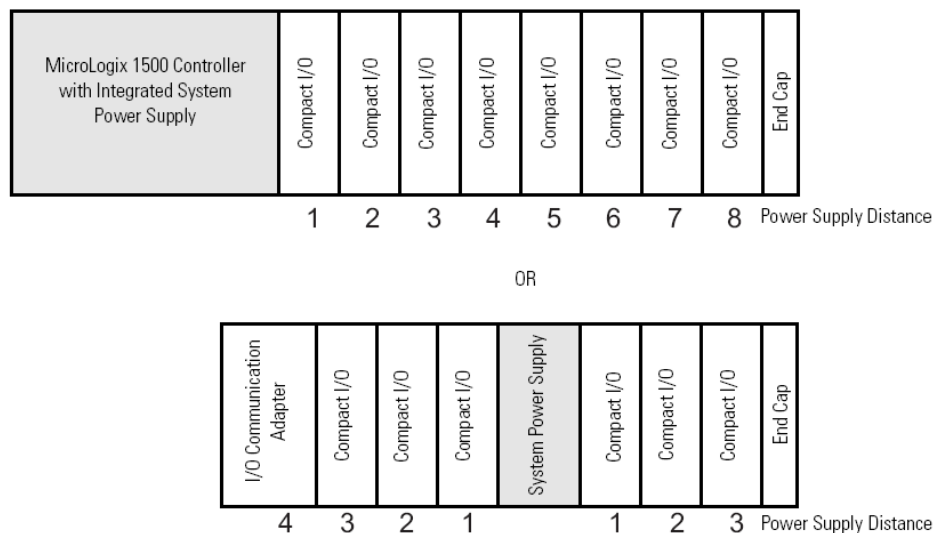 MicroLogix 1500 Controller
with Integrated System
Power Supply
Compact I/O
Compact I/O
Compact I/O
Compact I/O
Compact I/O
Compact I/O
Compact I/O
Compact I/O
End Cap
1 2 3 4 5 6 7 8 Power Supply Distance
OR
I/O Communication
Adapter
Compact I/O
Compact I/O
Compact I/O
System Power Supply
Compact I/O
Compact I/O
Compact I/O
End Cap
4 3 2 1 1 2 3 Power Supply Distance